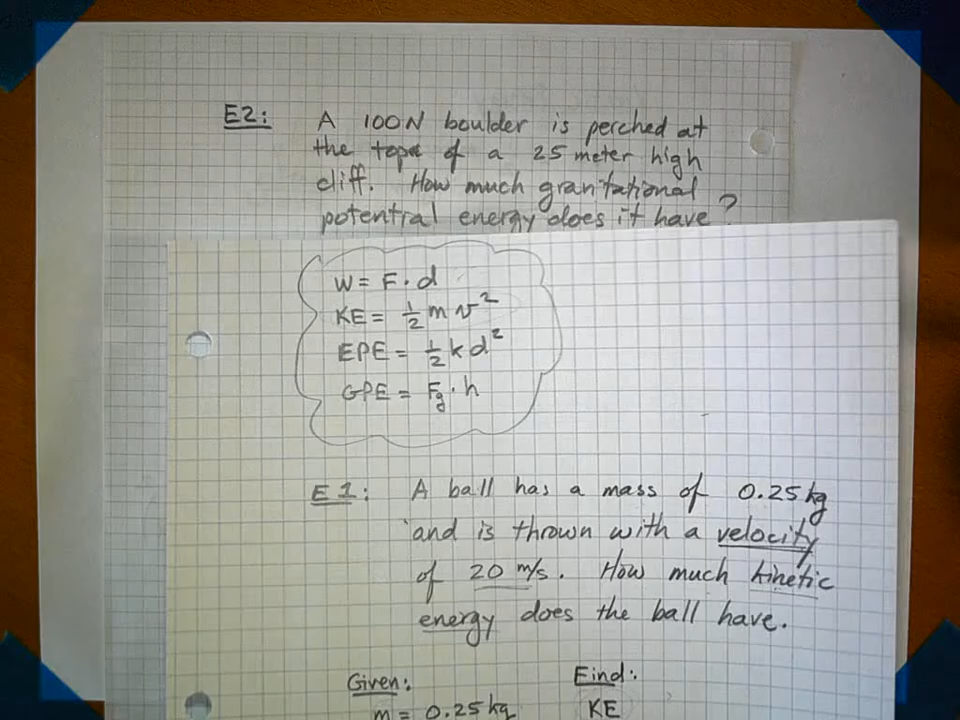 E2: A 100N boulder is perched at
the top of a 25 meter high
cliff. How much gravitational
potential energy does it have?
W = F · d
KE = ½ m v²
EPE = ½ k d²
GPE = Fg · h
E1: A ball has a mass of 0.25 kg
and is thrown with a velocity
of 20 m/s. How much kinetic
energy does the ball have.
Given: Find:
m = 0.25 kg KE